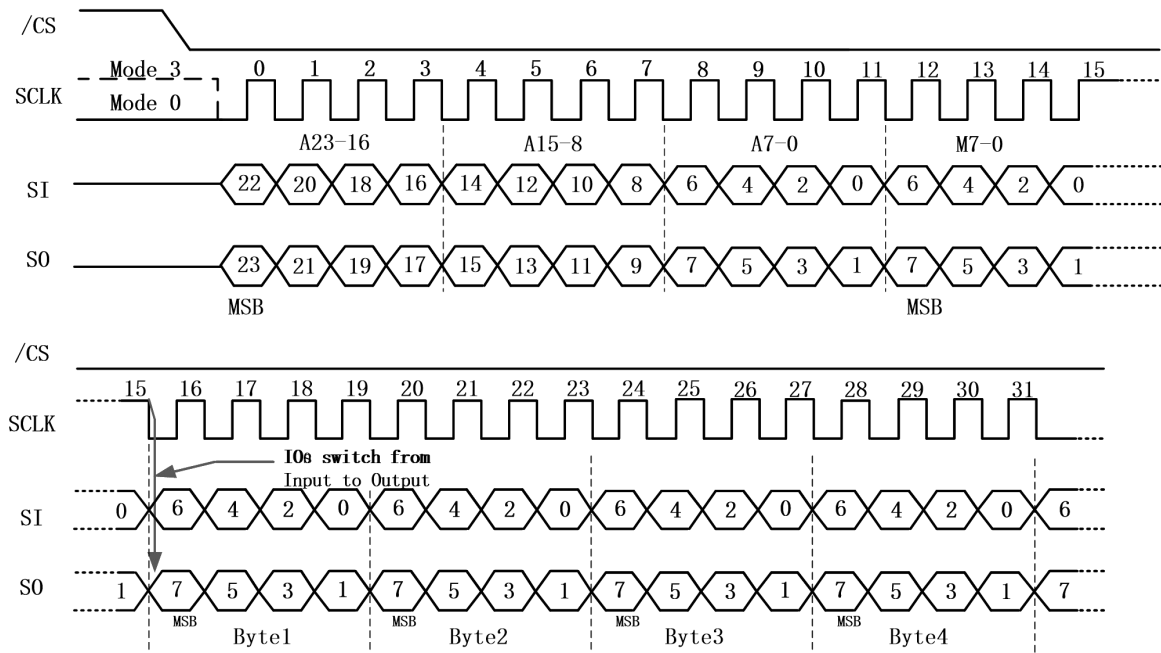 /CS
Mode 3
0 1 2 3 4 5 6 7 8 9 10 11 12 13 14 15
SCLK
Mode 0
A23-16 A15-8 A7-0 M7-0
SI 22 20 18 16 14 12 10 8 6 4 2 0 6 4 2 0
SO 23 21 19 17 15 13 11 9 7 5 3 1 7 5 3 1
MSB MSB
/CS
15 16 17 18 19 20 21 22 23 24 25 26 27 28 29 30 31
SCLK
IOs switch from
Input to Output
SI 0 6 4 2 0 6 4 2 0 6 4 2 0 6 4 2 0 6
SO 1 7 5 3 1 7 5 3 1 7 5 3 1 7 5 3 1 7
MSB MSB MSB MSB
Byte1 Byte2 Byte3 Byte4